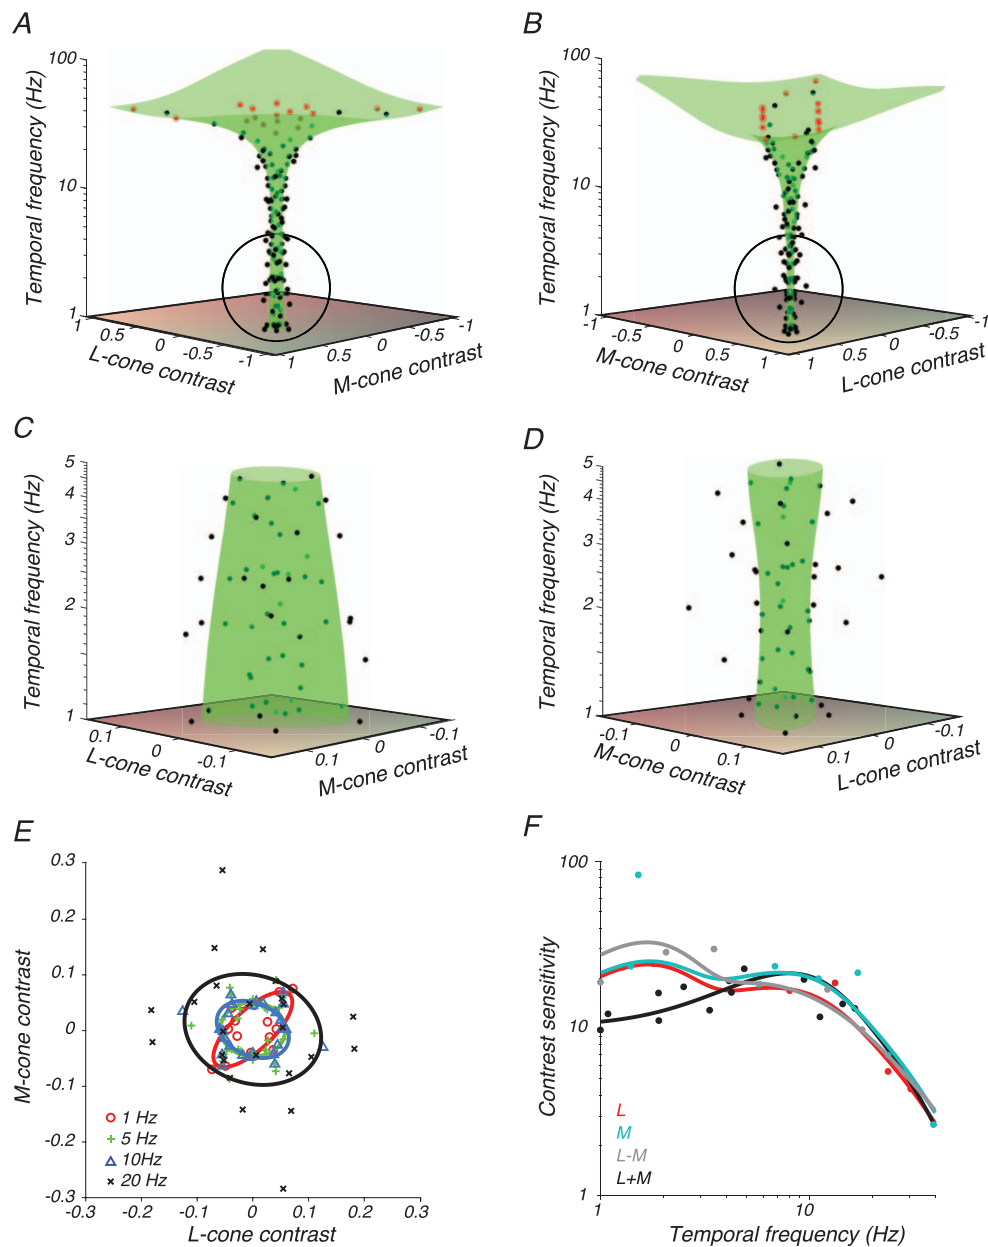 A
B
Temporal frequency (Hz)
100
10
1
1
0.5
0
-0.5
-1
L-cone contrast
1
0.5
0
-0.5
-1
M-cone contrast
Temporal frequency (Hz)
100
10
1
-1
-0.5
0
0.5
1
M-cone contrast
1
0.5
0
-0.5
-1
L-cone contrast
C
D
Temporal frequency (Hz)
5
4
3
2
1
0.1
0
-0.1
L-cone contrast
0.1
0
-0.1
M-cone contrast
Temporal frequency (Hz)
5
4
3
2
1
-0.1
0
0.1
M-cone contrast
0.1
0
-0.1
L-cone contrast
E
F
M-cone contrast
0.3
0.2
0.1
0
-0.1
-0.2
-0.3
1 Hz
5 Hz
10Hz
20 Hz
-0.3
-0.2
-0.1
0
0.1
0.2
0.3
L-cone contrast
Contrest sensitivity
100
10
1
L
M
L-M
L+M
1
10
Temporal frequency (Hz)